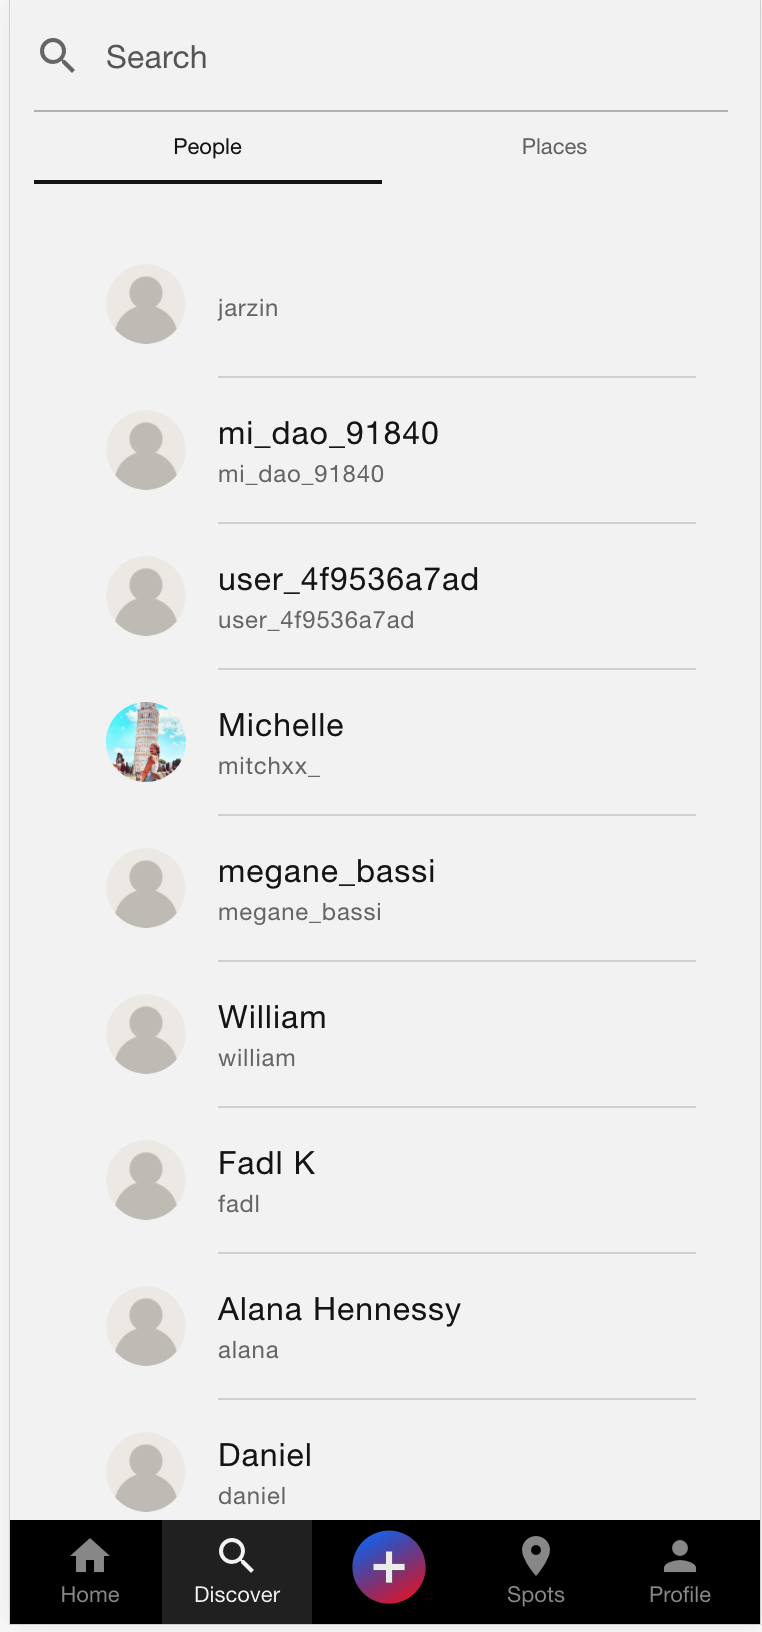 Search
People
Places
jarzin
mi_dao_91840
mi_dao_91840
user_4f9536a7ad
user_4f9536a7ad
Michelle
mitchxx_
megane_bassi
megane_bassi
William
william
Fadl K
fadl
Alana Hennessy
alana
Daniel
daniel
Home
Discover
Spots
Profile